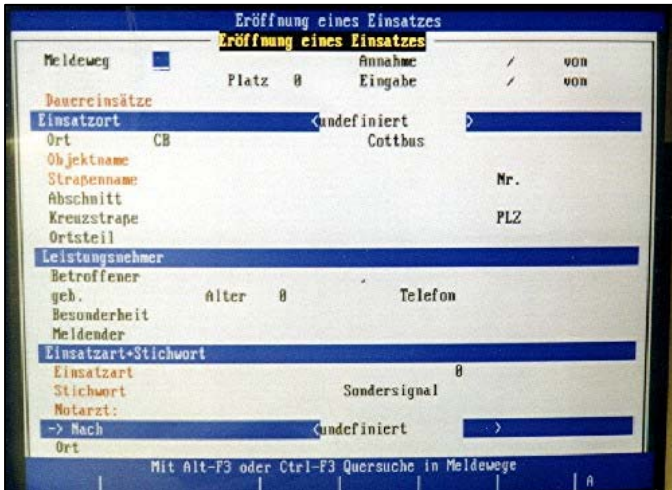 Eröffnung eines Einsatzes
Eröffnung eines Einsatzes
Meldeweg Annahme / von
Platz 0 Eingabe / von
Dauereinsätze
Einsatzort <undefiniert >
Ort CB Cottbus
Objektname
Straßenname Nr.
Abschnitt
Kreuzstraße PLZ
Ortsteil
Leistungsnehmer
Betroffener
geb. Alter 0 Telefon
Besonderheit
Meldender
Einsatzart+Stichwort
Einsatzart 0
Stichwort Sondersignal
Notarzt:
-> Nach <undefiniert >
Ort
Mit Alt-F3 oder Ctrl-F3 Quersuche in Meldewege
A